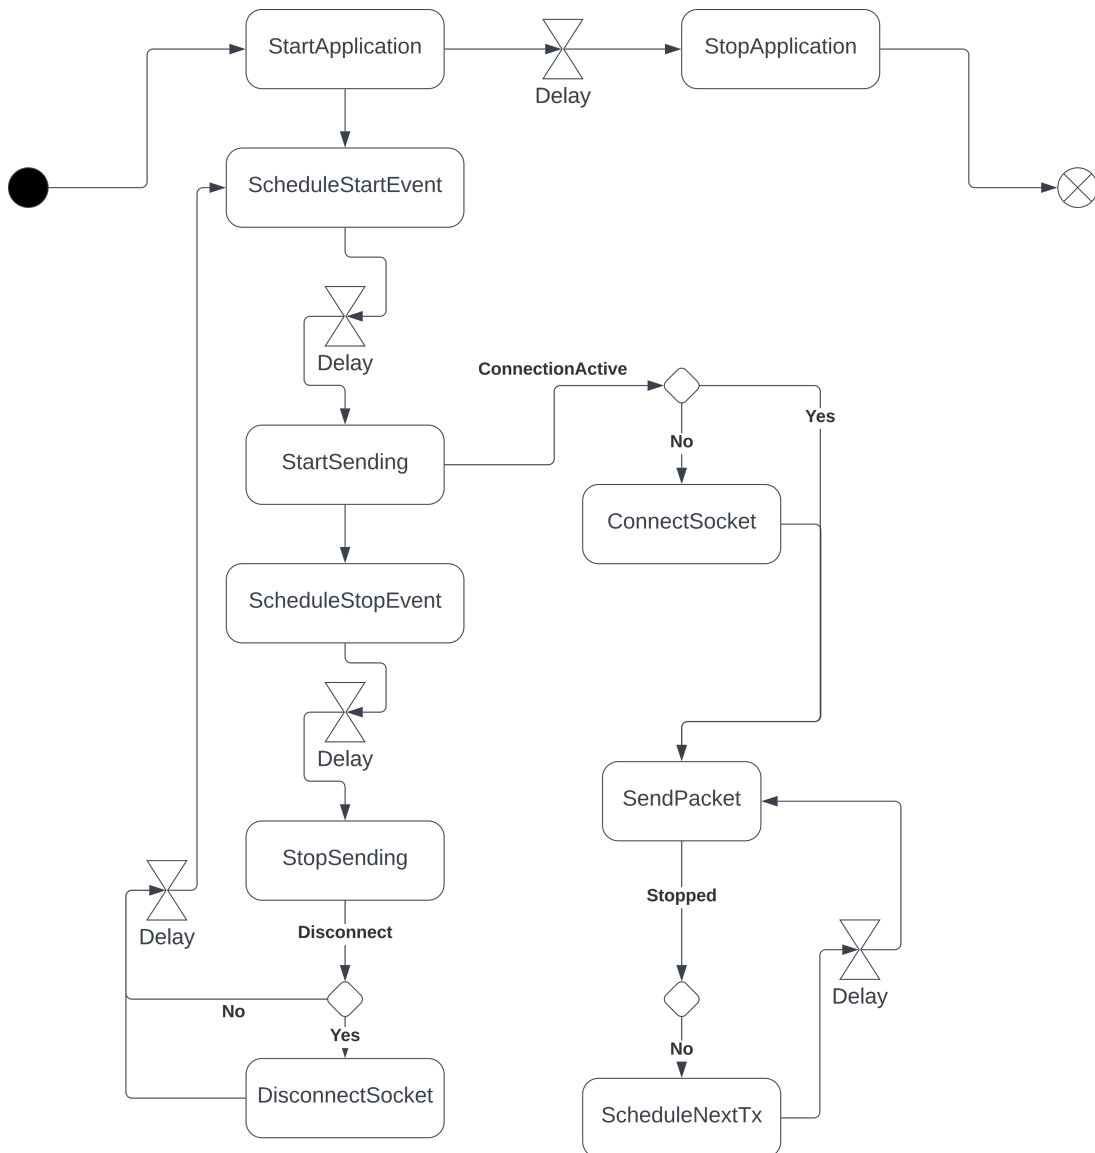 StartApplication
Delay
StopApplication
ScheduleStartEvent
Delay
ConnectionActive
Yes
No
StartSending
ConnectSocket
ScheduleStopEvent
Delay
SendPacket
StopSending
Stopped
Disconnect
Delay
Delay
No
Yes
No
DisconnectSocket
ScheduleNextTx